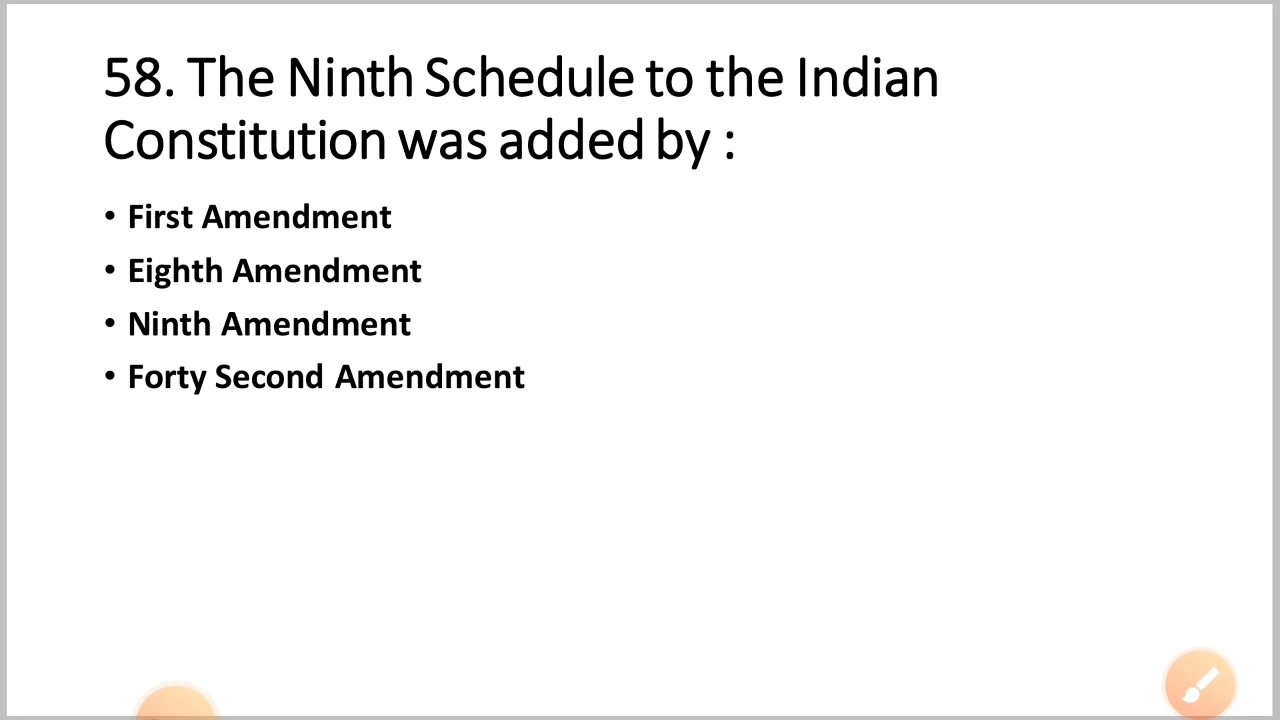 58. The Ninth Schedule to the Indian
Constitution was added by :
• First Amendment
• Eighth Amendment
• Ninth Amendment
• Forty Second Amendment